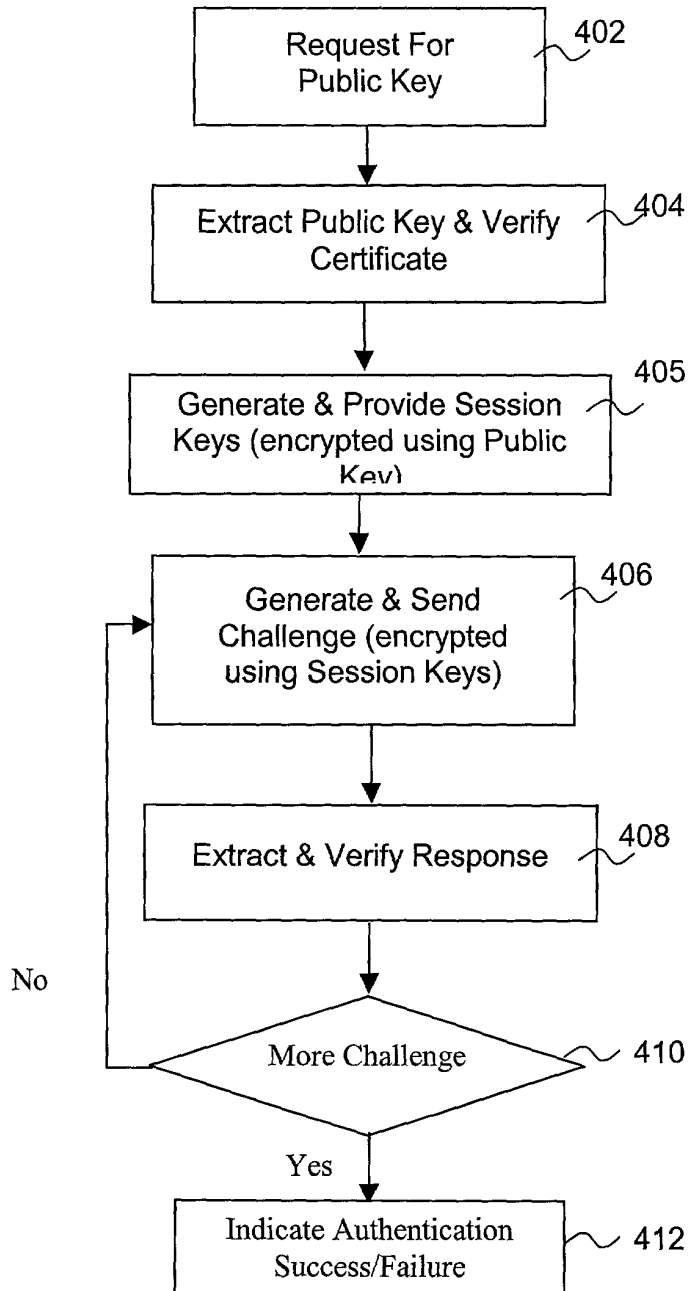 Request For
Public Key
402
Extract Public Key & Verify
Certificate
404
Generate & Provide Session
Keys (encrypted using Public
Key)
405
Generate & Send
Challenge (encrypted
using Session Keys)
406
Extract & Verify Response
408
No
More Challenge
410
Yes
Indicate Authentication
Success/Failure
412